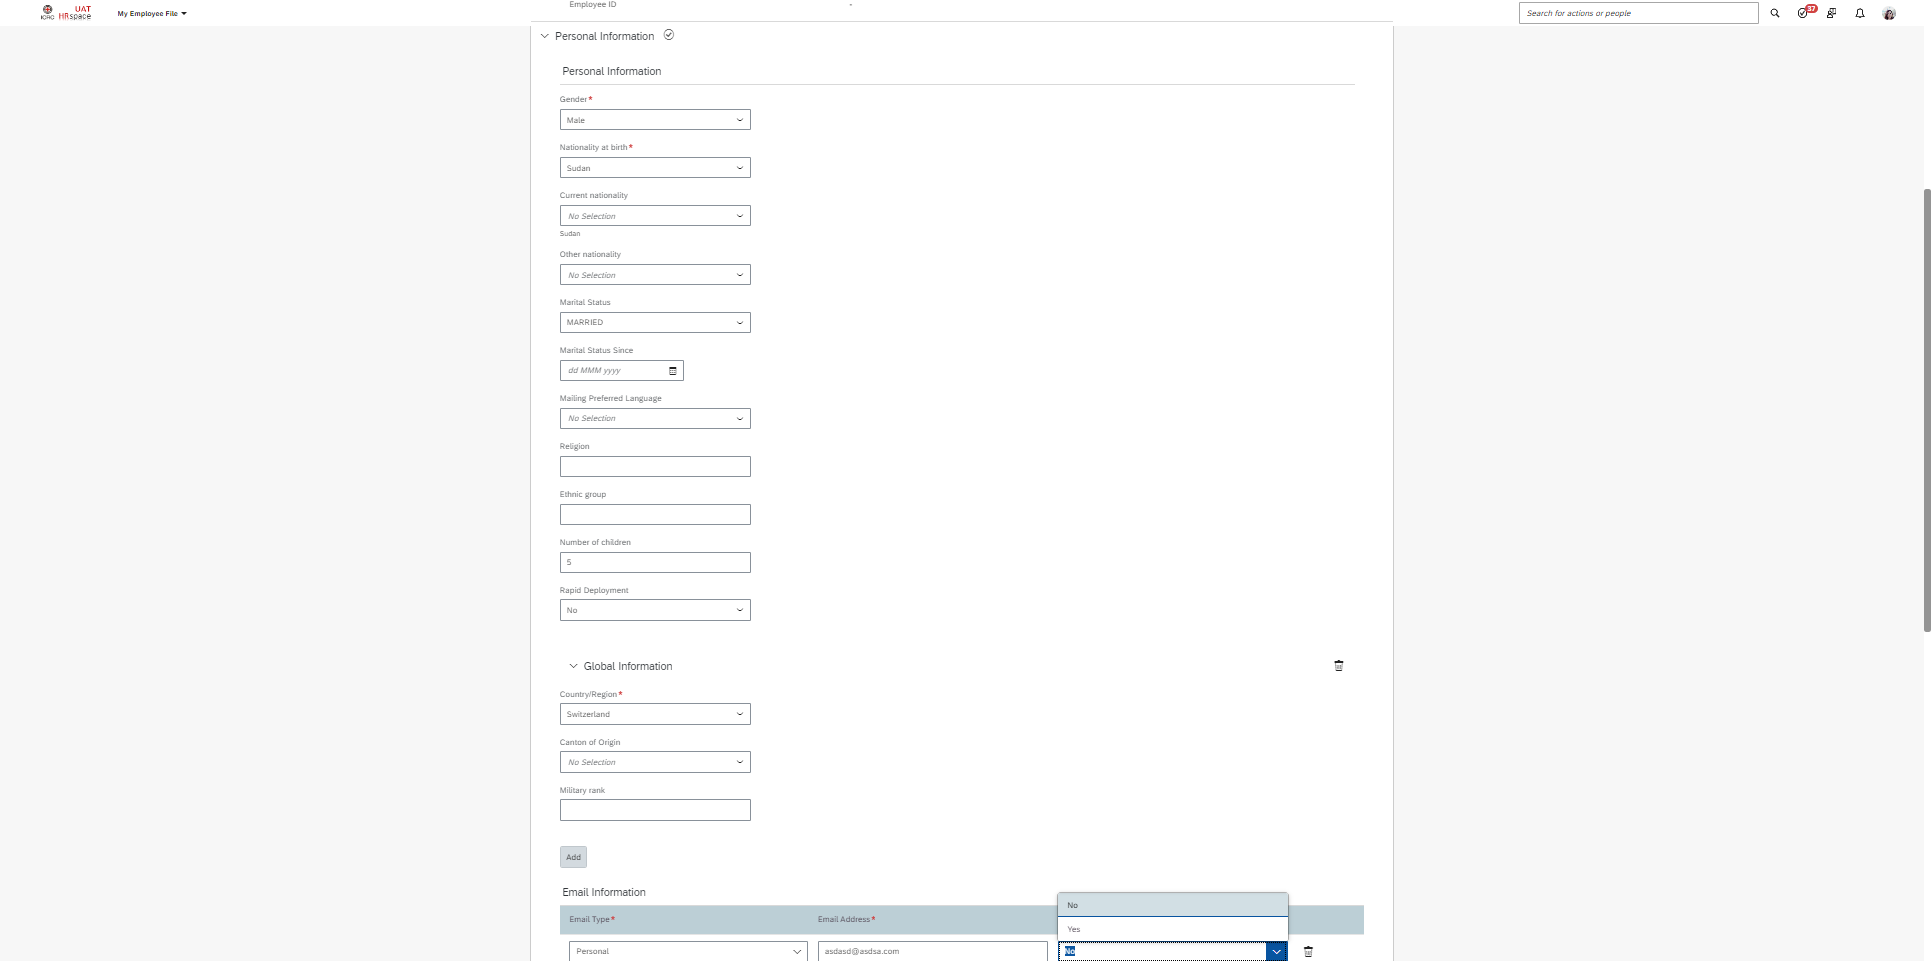 Employee ID
-
ICRC
UAT
HRspace
My Employee File
Search for actions or people
37
Personal Information
Personal Information
Gender*
Male
Nationality at birth*
Sudan
Current nationality
No Selection
Sudan
Other nationality
No Selection
Marital Status
MARRIED
Marital Status Since
dd MMM yyyy
Mailing Preferred Language
No Selection
Religion
Ethnic group
Number of children
5
Rapid Deployment
No
Global Information
Country/Region*
Switzerland
Canton of Origin
No Selection
Military rank
Add
Email Information
Email Type*
Email Address*
No
Yes
Personal
asdasd@asdsa.com
No